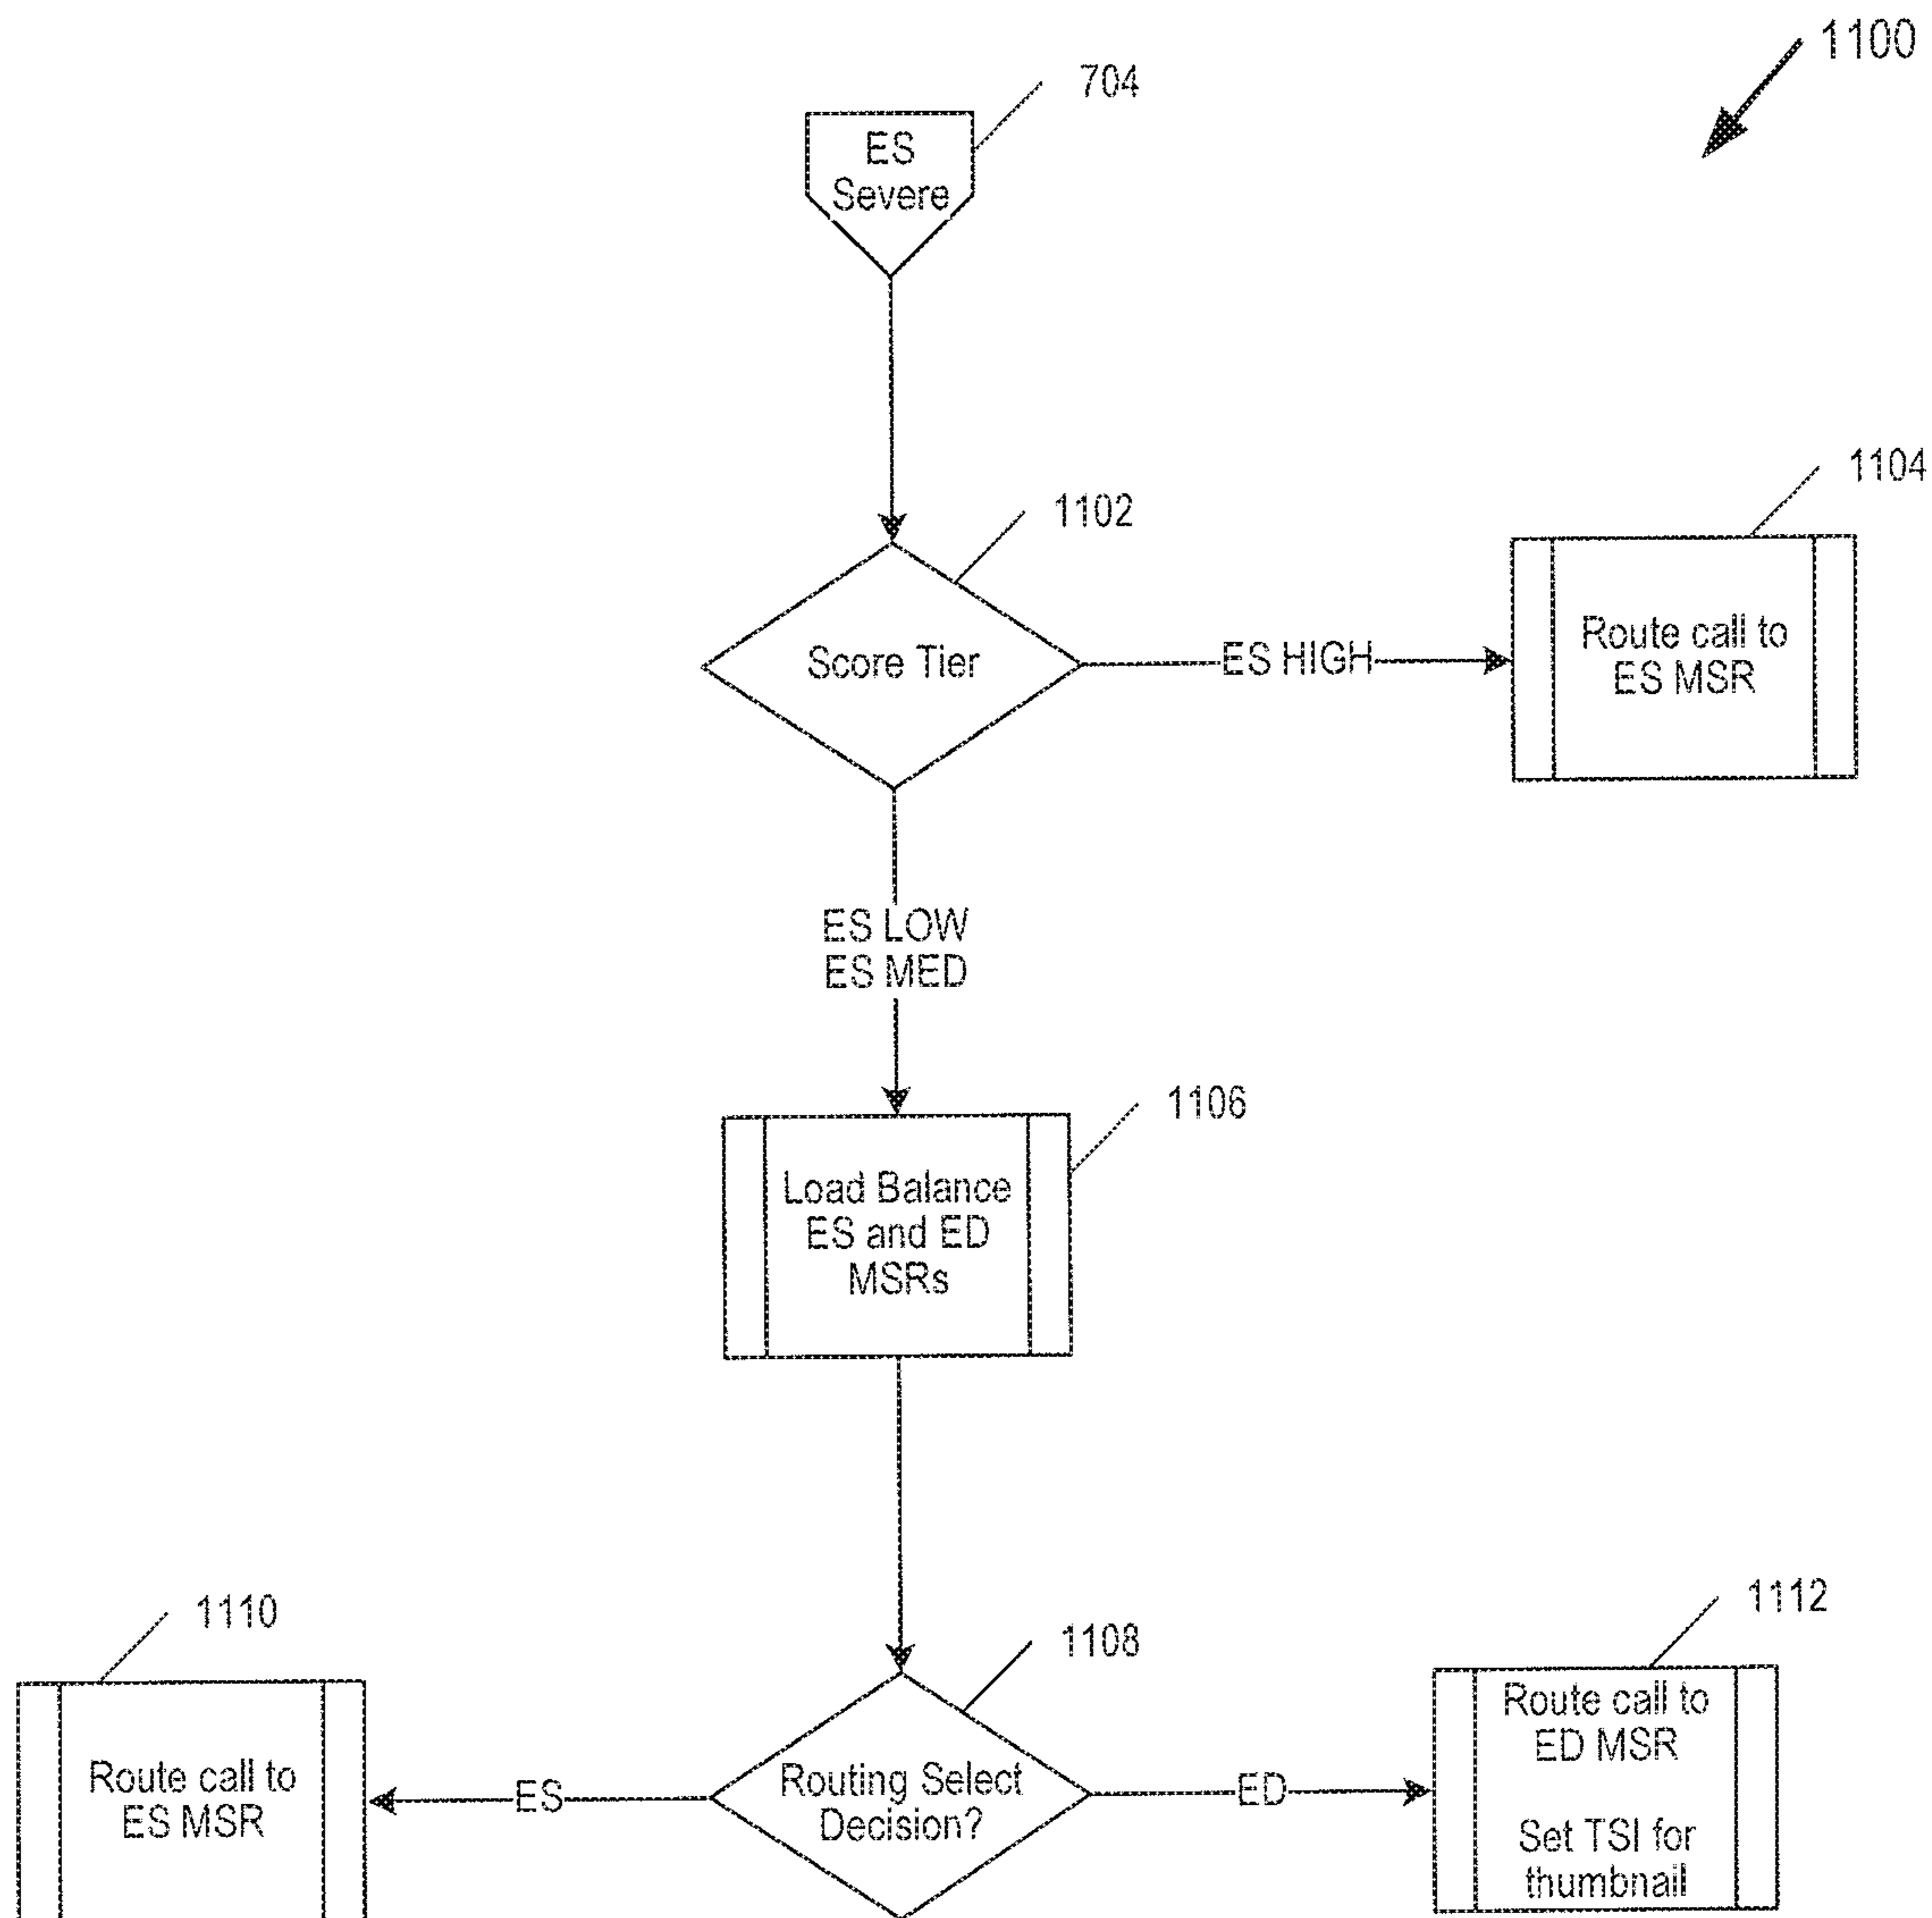 1100
704
ES
Severe
1102
1104
Score Tier
ES HIGH
Route call to
ES MSR
ES LOW
ES MED
1106
Load Balance
ES and ED
MSRs
1110
1108
1112
Route call to
ES MSR
ES
Routing Select
Decision?
ED
Route call to
ED MSR
Set TSI for
thumbnail